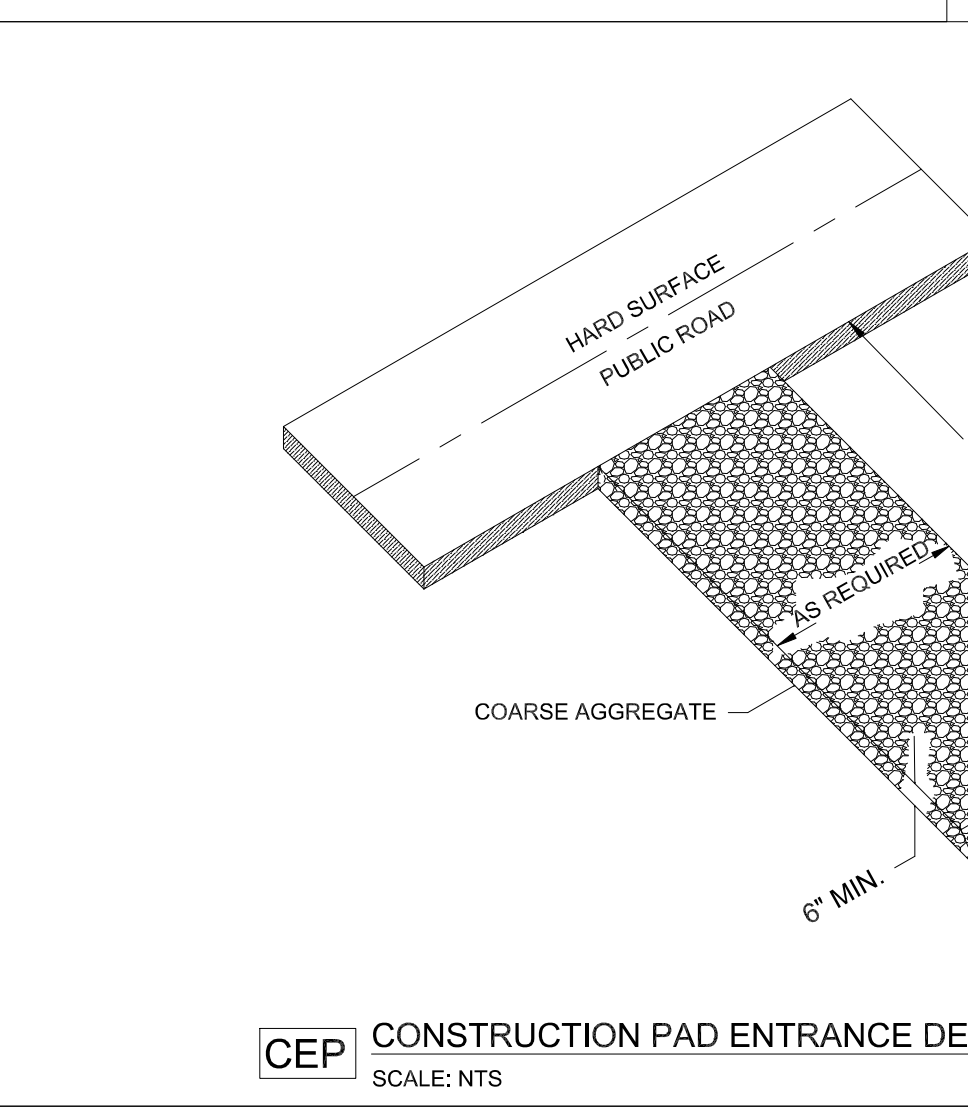 HARD SURFACE
PUBLIC ROAD
AS REQUIRED
COARSE AGGREGATE
6" MIN.
CEP
CONSTRUCTION PAD ENTRANCE DE
SCALE: NTS